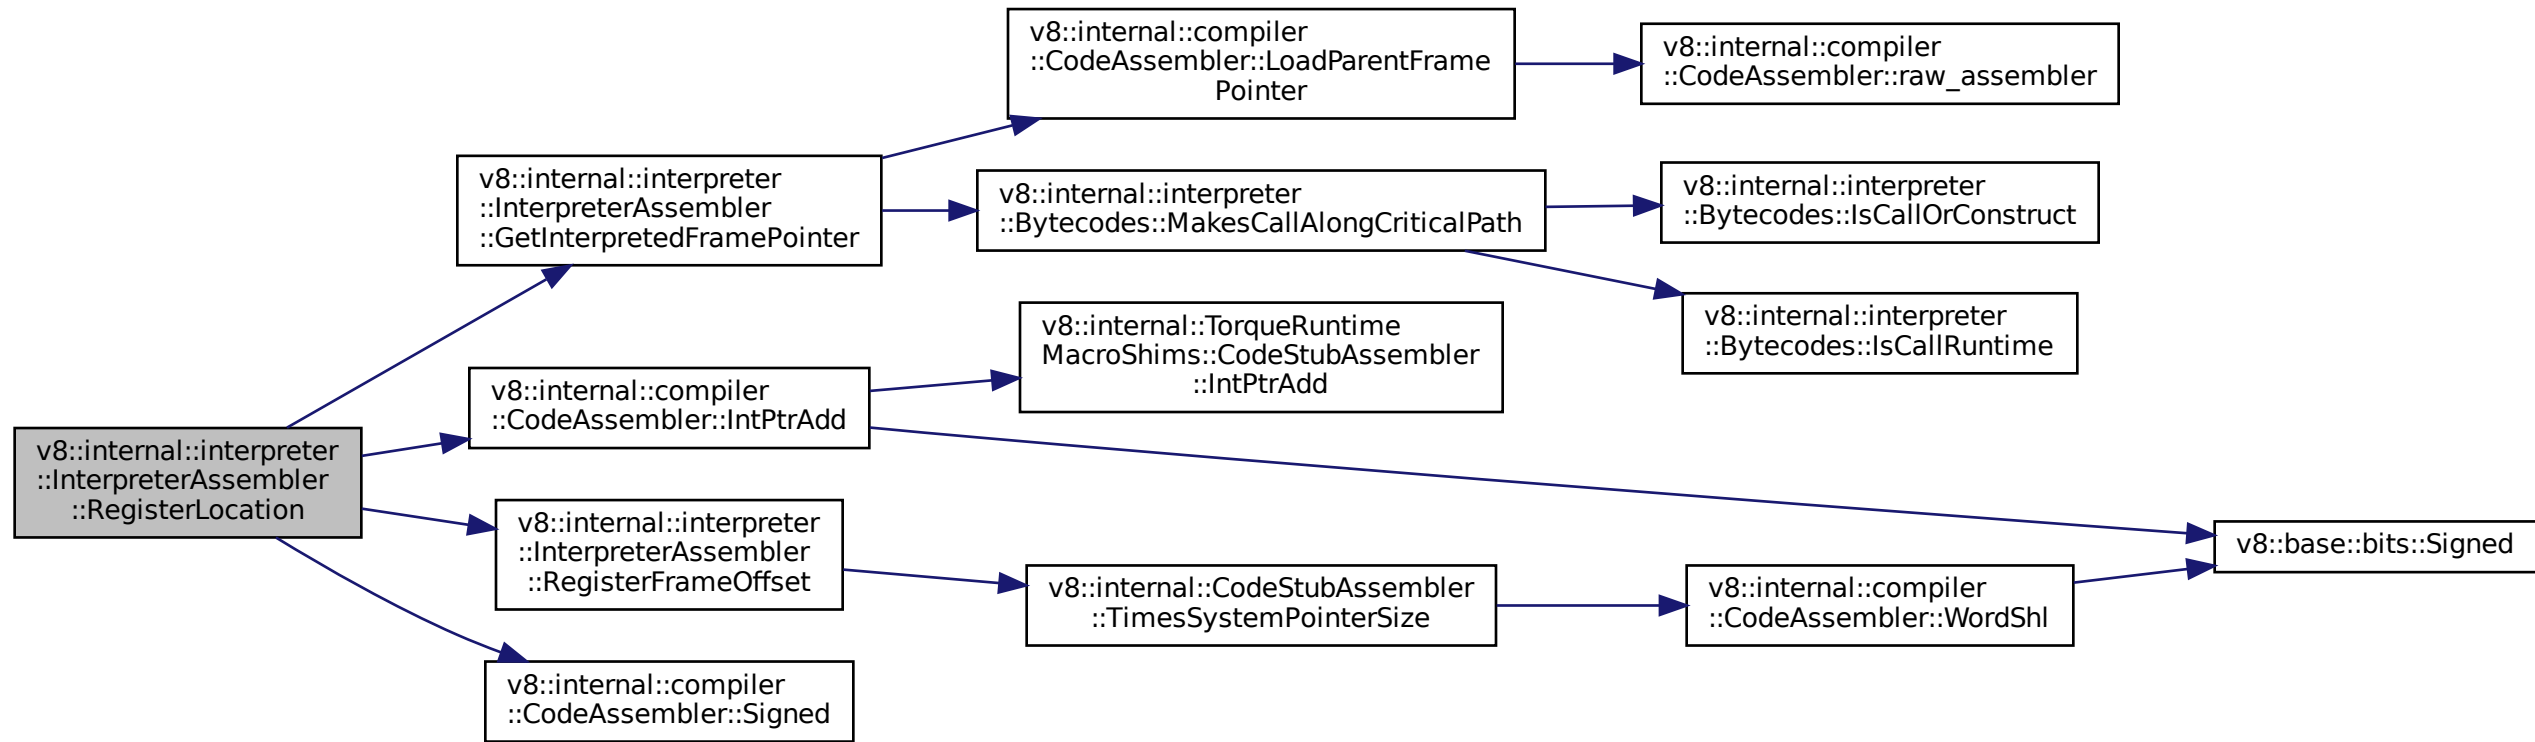 v8::internal::interpreter
::InterpreterAssembler
::RegisterLocation
v8::internal::interpreter
::InterpreterAssembler
::GetInterpretedFramePointer
v8::internal::compiler
::CodeAssembler::LoadParentFrame
Pointer
v8::internal::compiler
::CodeAssembler::raw_assembler
v8::internal::interpreter
::Bytecodes::MakesCallAlongCriticalPath
v8::internal::interpreter
::Bytecodes::IsCallOrConstruct
v8::internal::interpreter
::Bytecodes::IsCallRuntime
v8::internal::compiler
::CodeAssembler::IntPtrAdd
v8::internal::TorqueRuntime
MacroShims::CodeStubAssembler
::IntPtrAdd
v8::base::bits::Signed
v8::internal::interpreter
::InterpreterAssembler
::RegisterFrameOffset
v8::internal::CodeStubAssembler
::TimesSystemPointerSize
v8::internal::compiler
::CodeAssembler::WordShl
v8::internal::compiler
::CodeAssembler::Signed